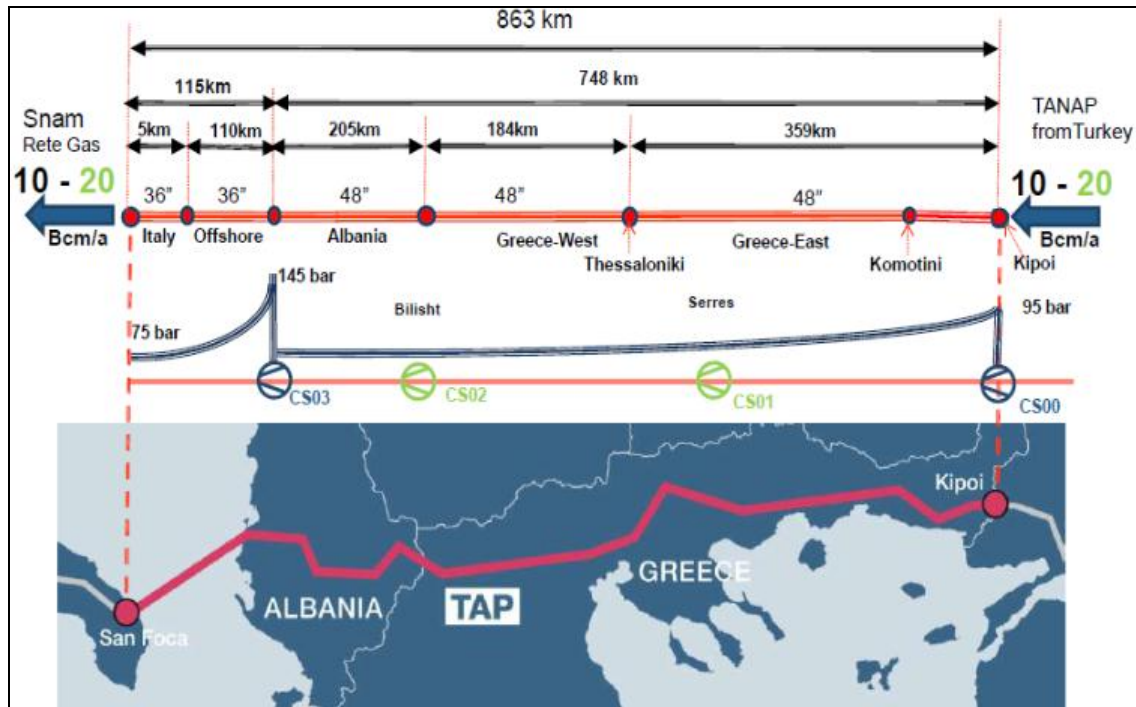 863 km
115km
748 km
Snam
Rete Gas
TANAP
fromTurkey
5km
110km
205km
184km
359km
10 - 20
10 - 20
36”
36”
48”
48”
48”
Bcm/a
Italy
Offshore
Albania
Greece-West
Greece-East
Bcm/a
Thessaloniki
Komotini
Kipoi
145 bar
Bilisht
Serres
95 bar
75 bar
CS03
CS02
CS01
CS00
Kipoi
GREECE
ALBANIA
TAP
San Foca